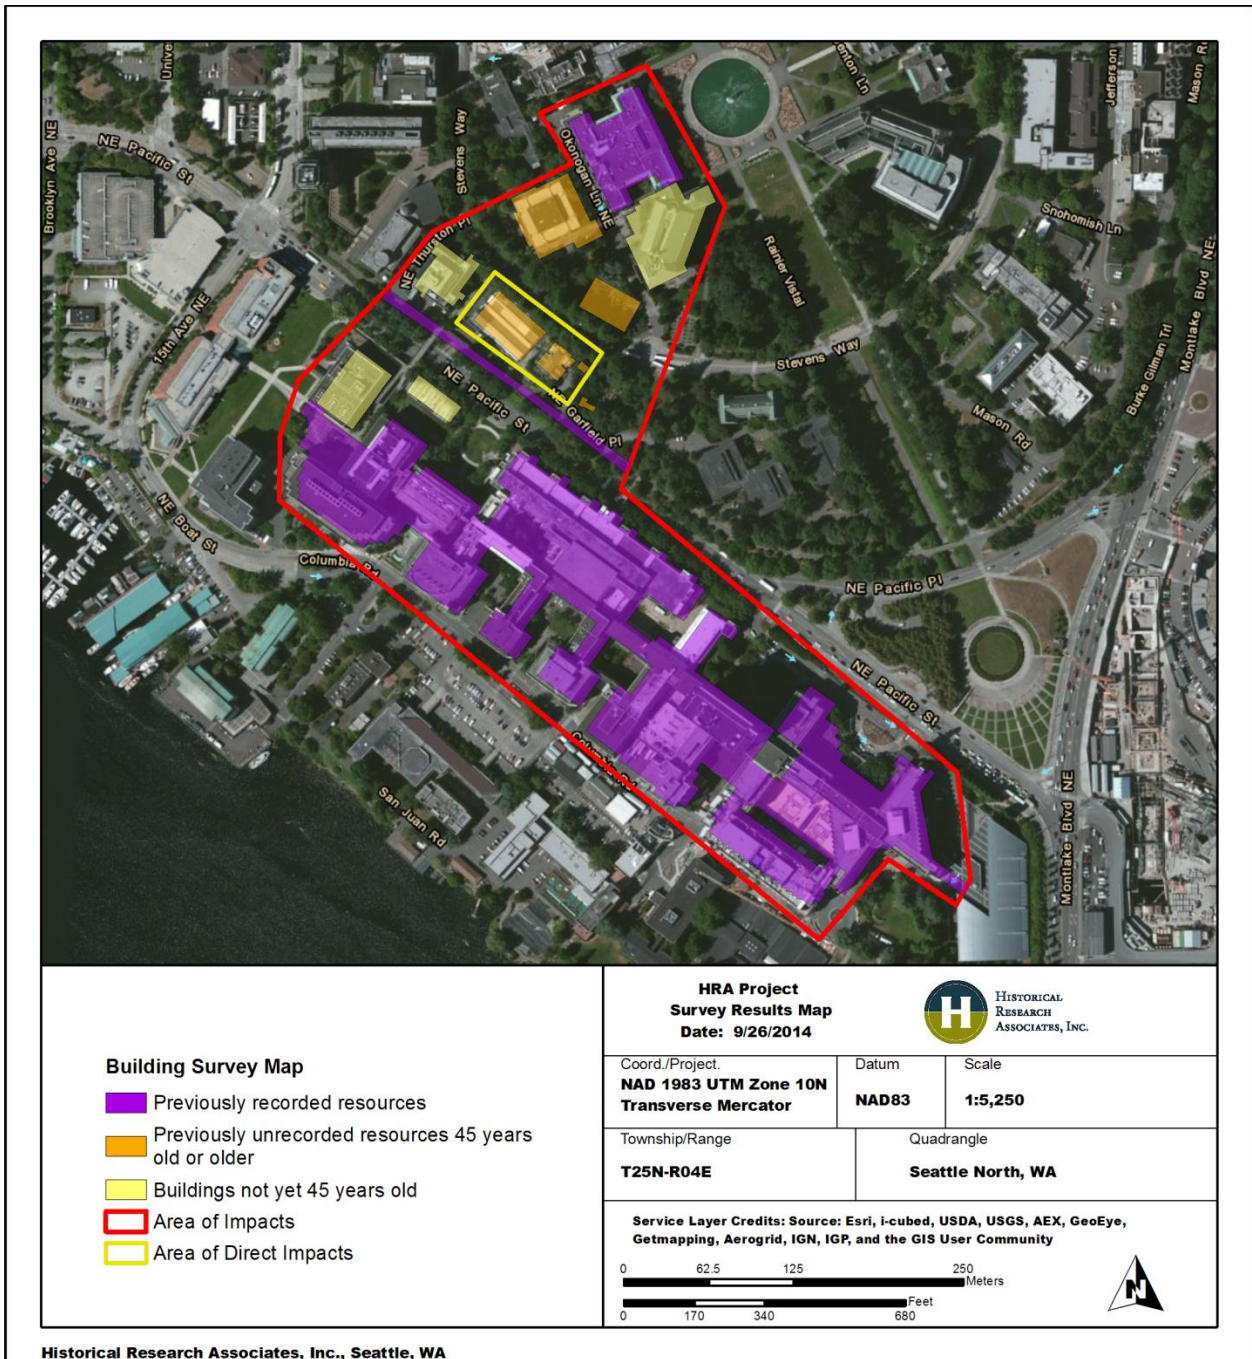 Univer
Brooklyn Ave NE
NE Pacific St
Stevens Way
Okonogan Ln NE
Benton Ln
Jefferson
Mason Rd
NE Thurston Pl
15th Ave NE
Rainier Vista
Snohomish Ln
Stevens Way
Mason Rd
Burke Gilman Trl
Montlake Blvd NE
NE Pacific St
NE Garfield Pl
NE Boat St
Columbia Rd
NE Pacific Pl
NE Pacific St
Columbia Rd
San Juan Rd
Montlake Blvd NE
Building Survey Map
Previously recorded resources
Previously unrecorded resources 45 years
old or older
Buildings not yet 45 years old
Area of Impacts
Area of Direct Impacts
HRA Project
Survey Results Map
Date: 9/26/2014
H
HISTORICAL
RESEARCH
ASSOCIATES, INC.
Coord./Project.
NAD 1983 UTM Zone 10N
Transverse Mercator
Datum
NAD83
Scale
1:5,250
Township/Range
T25N-R04E
Quadrangle
Seattle North, WA
Service Layer Credits: Source: Esri, i-cubed, USDA, USGS, AEX, GeoEye,
Getmapping, Aerogrid, IGN, IGP, and the GIS User Community
0 62.5 125 250
Meters
Feet
0 170 340 680
N
Historical Research Associates, Inc., Seattle, WA